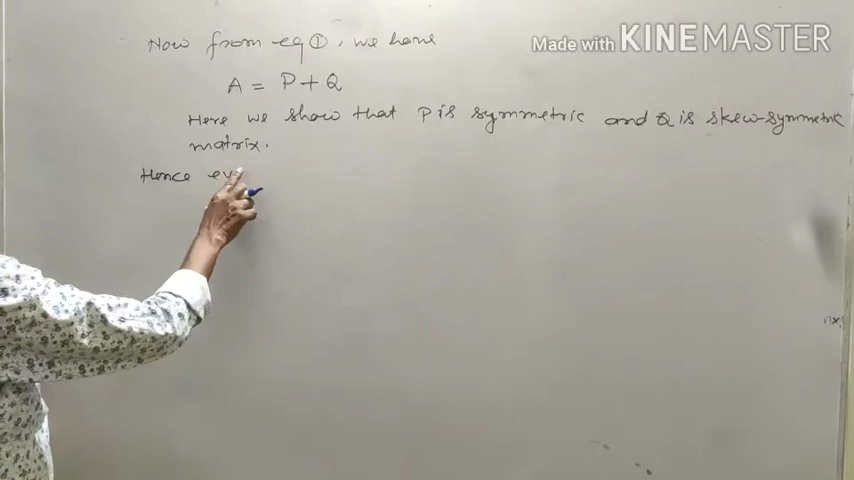 Now from eq ①, we have
Made with KINEMASTER
A = P + Q
Here we show that P is symmetric and Q is skew-symmetric
matrix.
Hence eve